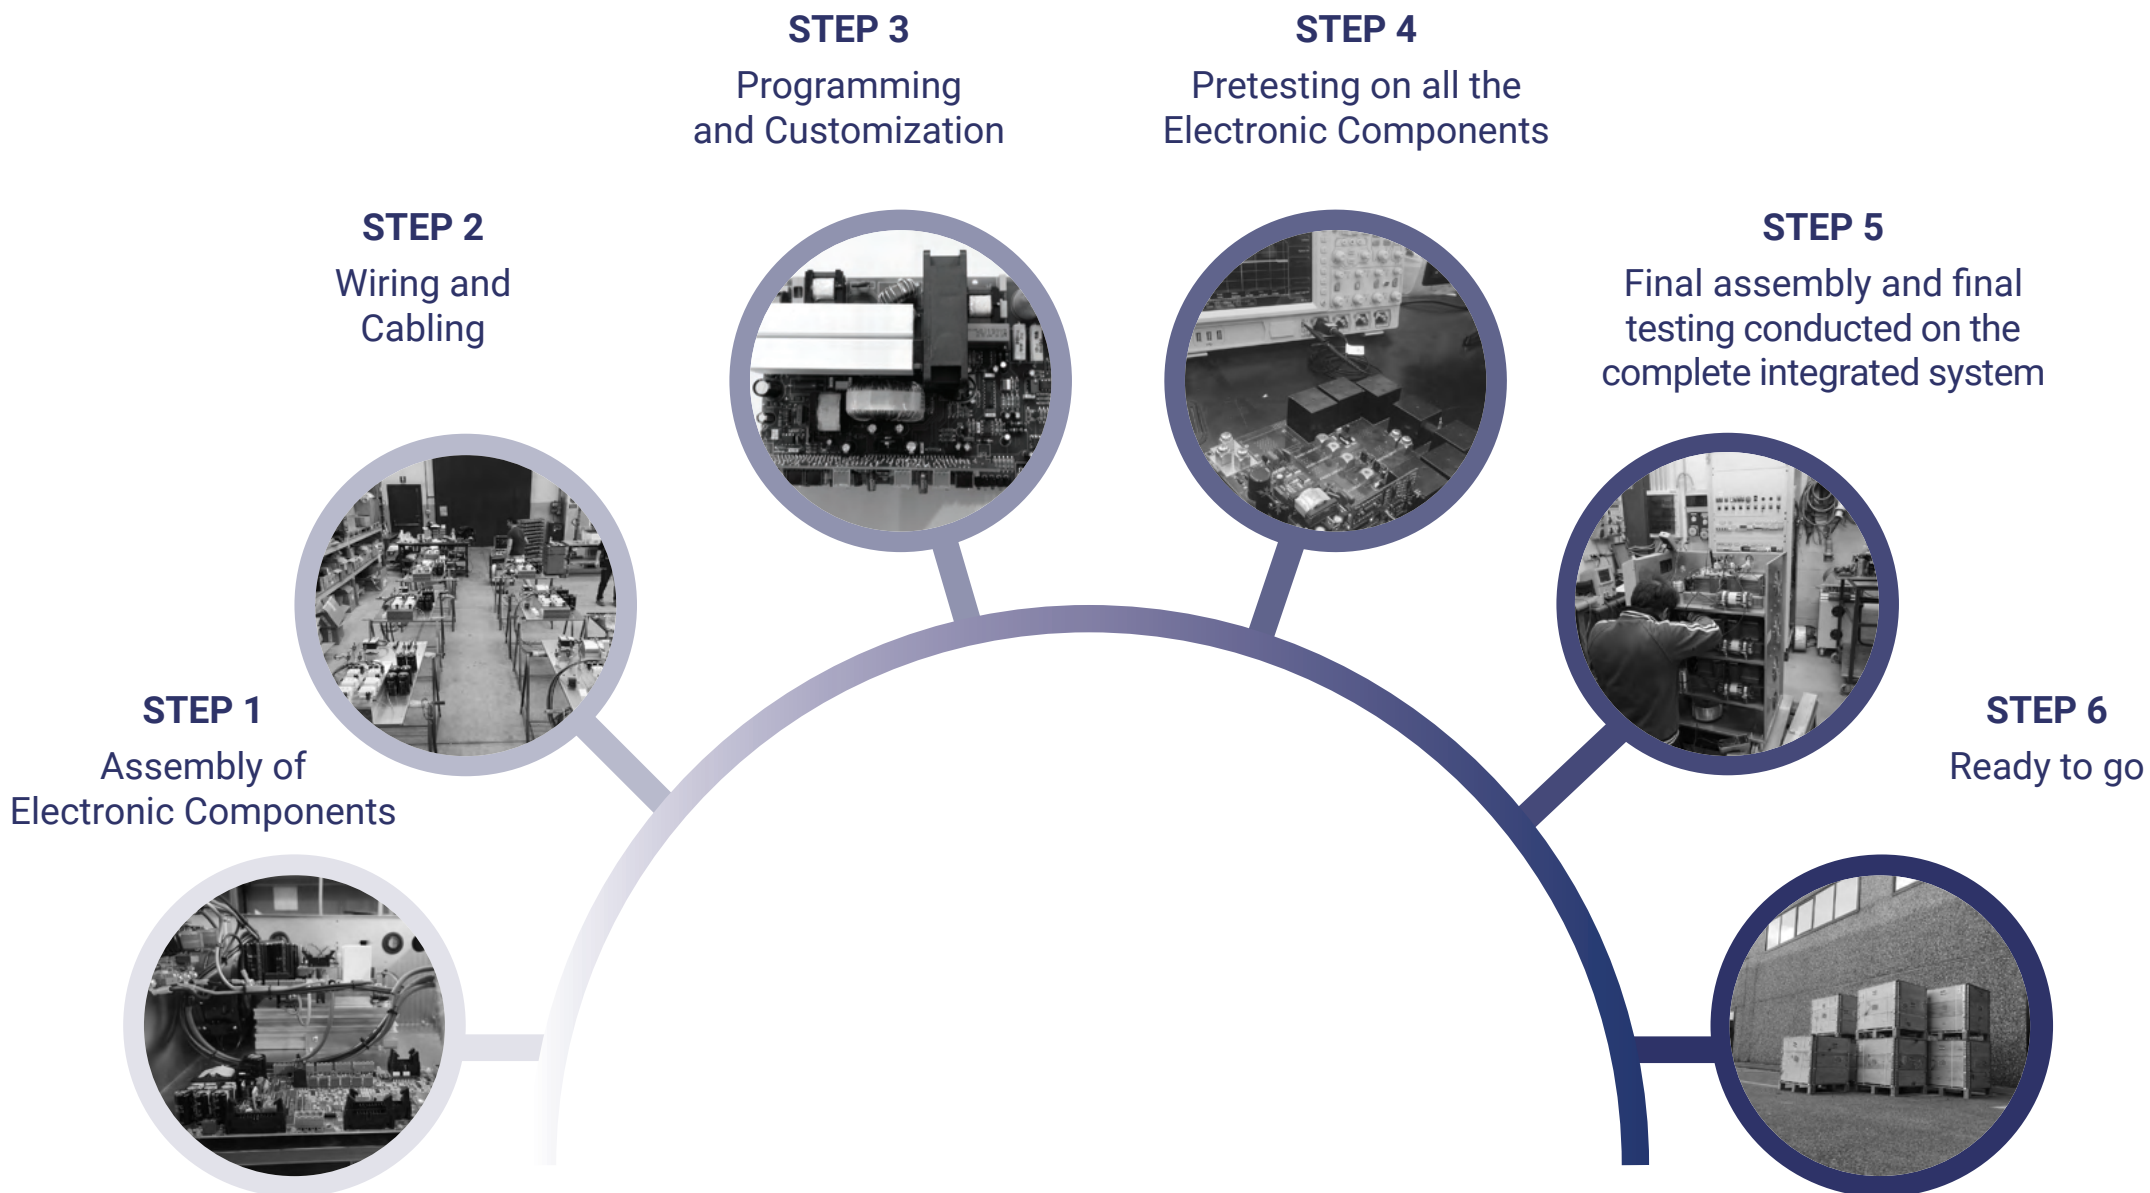 STEP 1
Assembly of
Electronic Components
STEP 2
Wiring and
Cabling
STEP 3
Programming
and Customization
STEP 4
Pretesting on all the
Electronic Components
STEP 5
Final assembly and final
testing conducted on the
complete integrated system
STEP 6
Ready to go